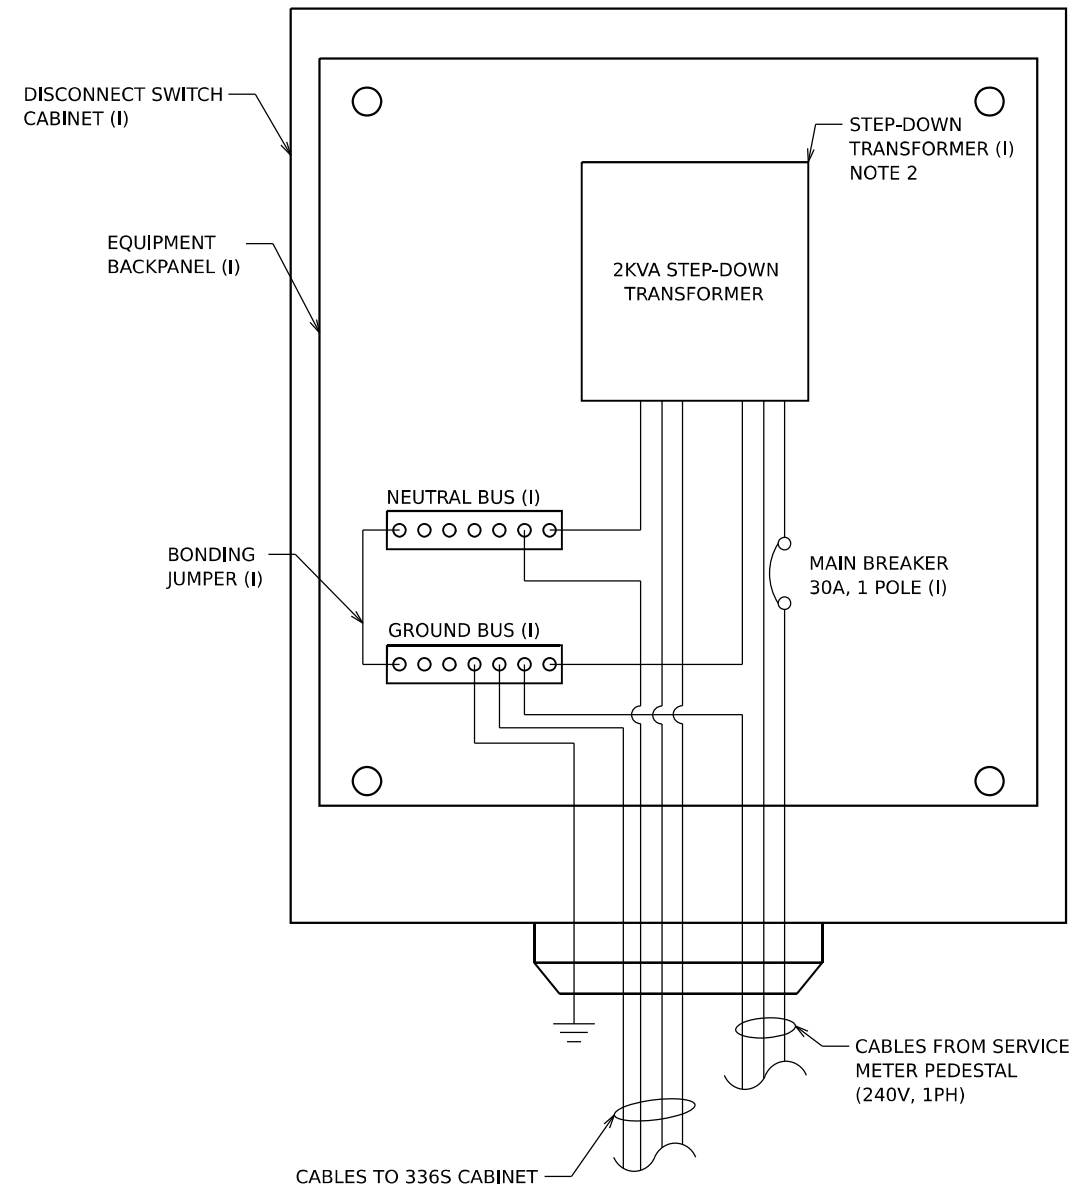 DISCONNECT SWITCH
CABINET (I)
STEP-DOWN
TRANSFORMER (I)
NOTE 2
EQUIPMENT
BACKPANEL (I)
2KVA STEP-DOWN
TRANSFORMER
NEUTRAL BUS (I)
BONDING
JUMPER (I)
MAIN BREAKER
30A, 1 POLE (I)
GROUND BUS (I)
CABLES FROM SERVICE
METER PEDESTAL
(240V, 1PH)
CABLES TO 336S CABINET